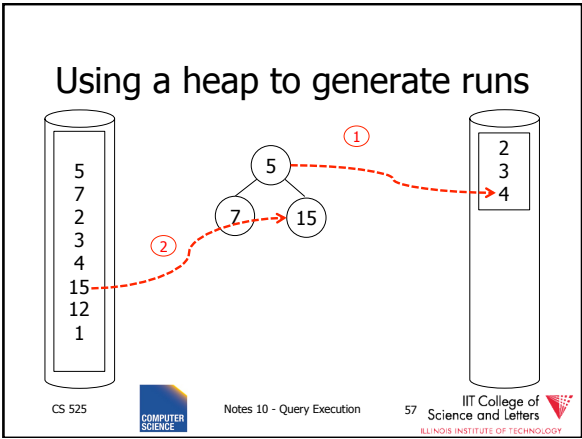 Using a heap to generate runs
5
7
2
3
4
15
12
1
5
7
15
1
2
2
3
4
CS 525
COMPUTER
SCIENCE
Notes 10 - Query Execution
57
IIT College of
Science and Letters
ILLINOIS INSTITUTE OF TECHNOLOGY